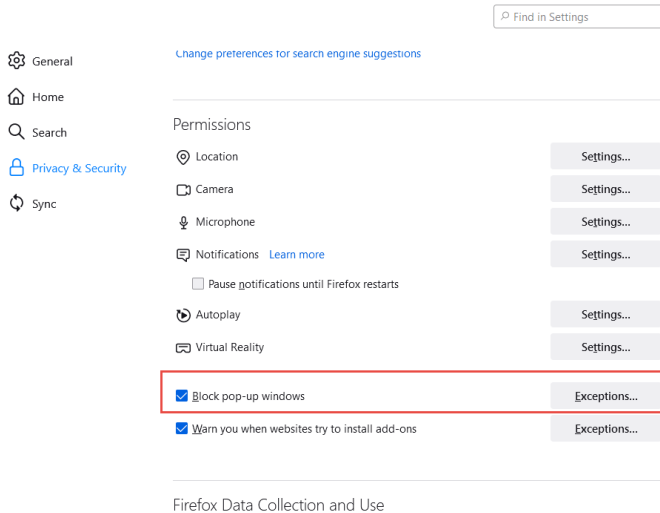 Find in Settings
Change preferences for search engine suggestions
General
Home
Search
Privacy & Security
Sync
Permissions
Location Settings...
Camera Settings...
Microphone Settings...
Notifications Learn more Settings...
Pause notifications until Firefox restarts
Autoplay Settings...
Virtual Reality Settings...
Block pop-up windows Exceptions...
Warn you when websites try to install add-ons Exceptions...
Firefox Data Collection and Use